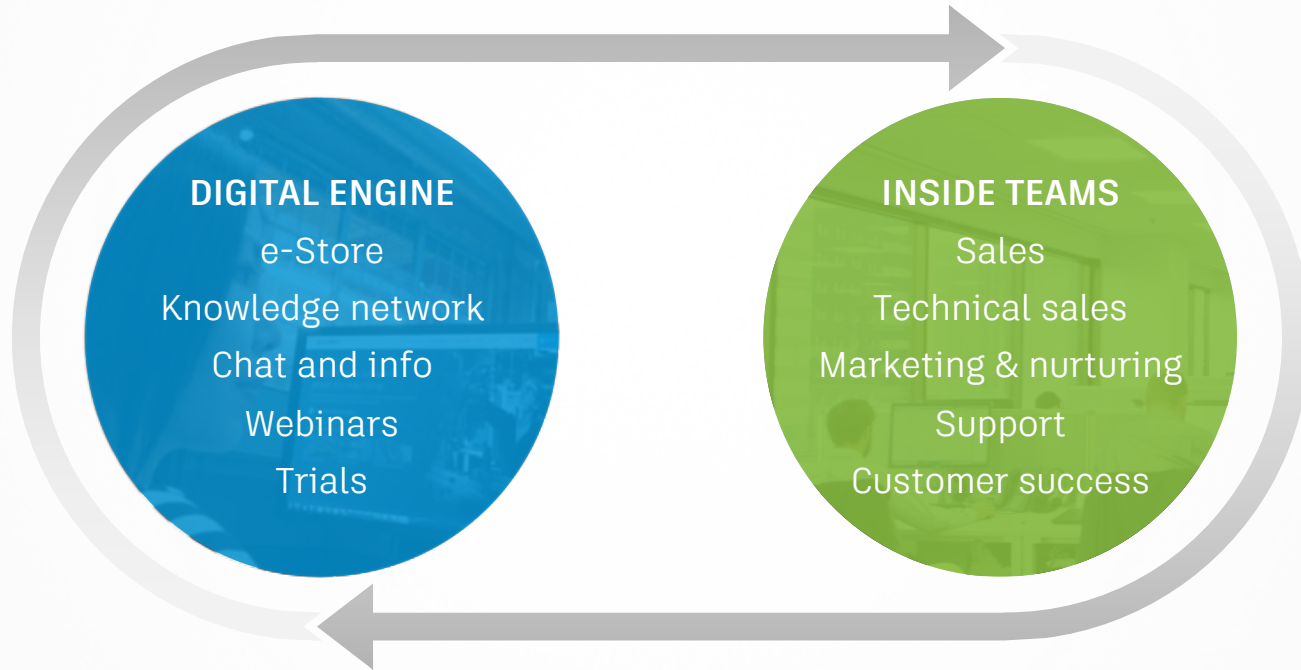 DIGITAL ENGINE
e-Store
Knowledge network
Chat and info
Webinars
Trials
INSIDE TEAMS
Sales
Technical sales
Marketing & nurturing
Support
Customer success